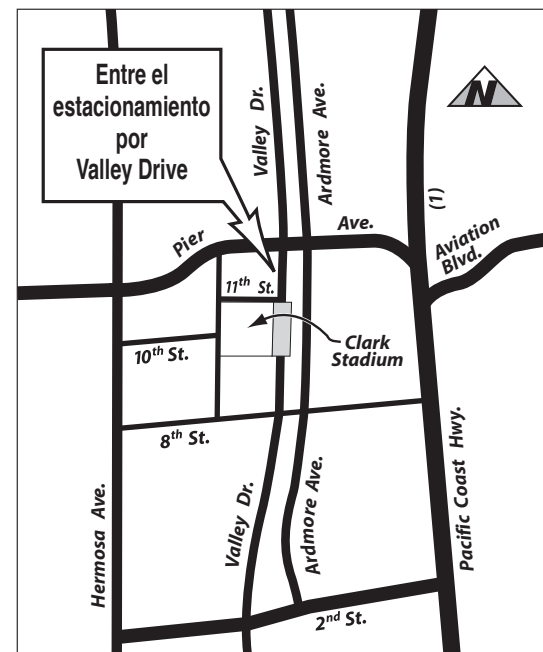 Entre el
estacionamiento
por
Valley Drive
Valley Dr.
Ardmore Ave.
N
(1)
Pier
Ave.
Aviation
Blvd.
11th St.
Clark
Stadium
10th St.
8th St.
Hermosa Ave.
Valley Dr.
Ardmore Ave.
Pacific Coast Hwy.
2nd St.